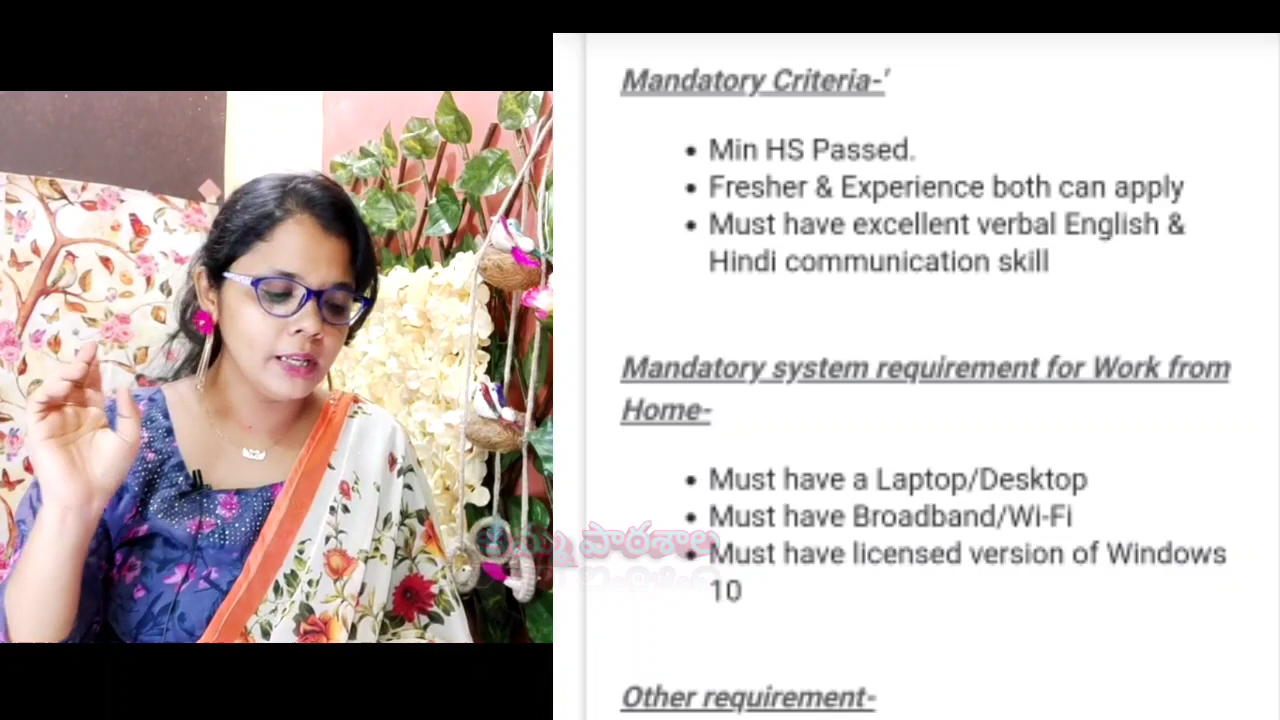 Mandatory Criteria-'
• Min HS Passed.
• Fresher & Experience both can apply
• Must have excellent verbal English &
Hindi communication skill
Mandatory system requirement for Work from
Home-
• Must have a Laptop/Desktop
• Must have Broadband/Wi-Fi
పాఠశాల
• Must have licensed version of Windows
10
Other requirement-